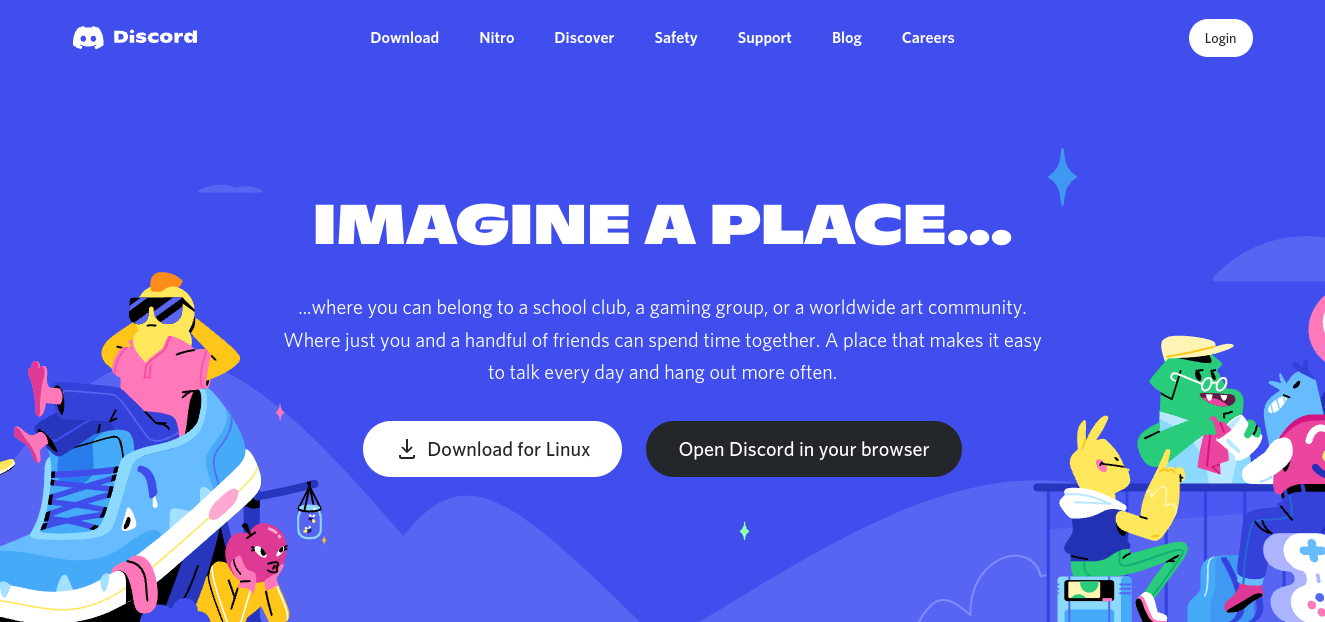 Discord
Download Nitro Discover Safety Support Blog Careers
Login
IMAGINE A PLACE...
...where you can belong to a school club, a gaming group, or a worldwide art community.
Where just you and a handful of friends can spend time together. A place that makes it easy
to talk every day and hang out more often.
Download for Linux
Open Discord in your browser